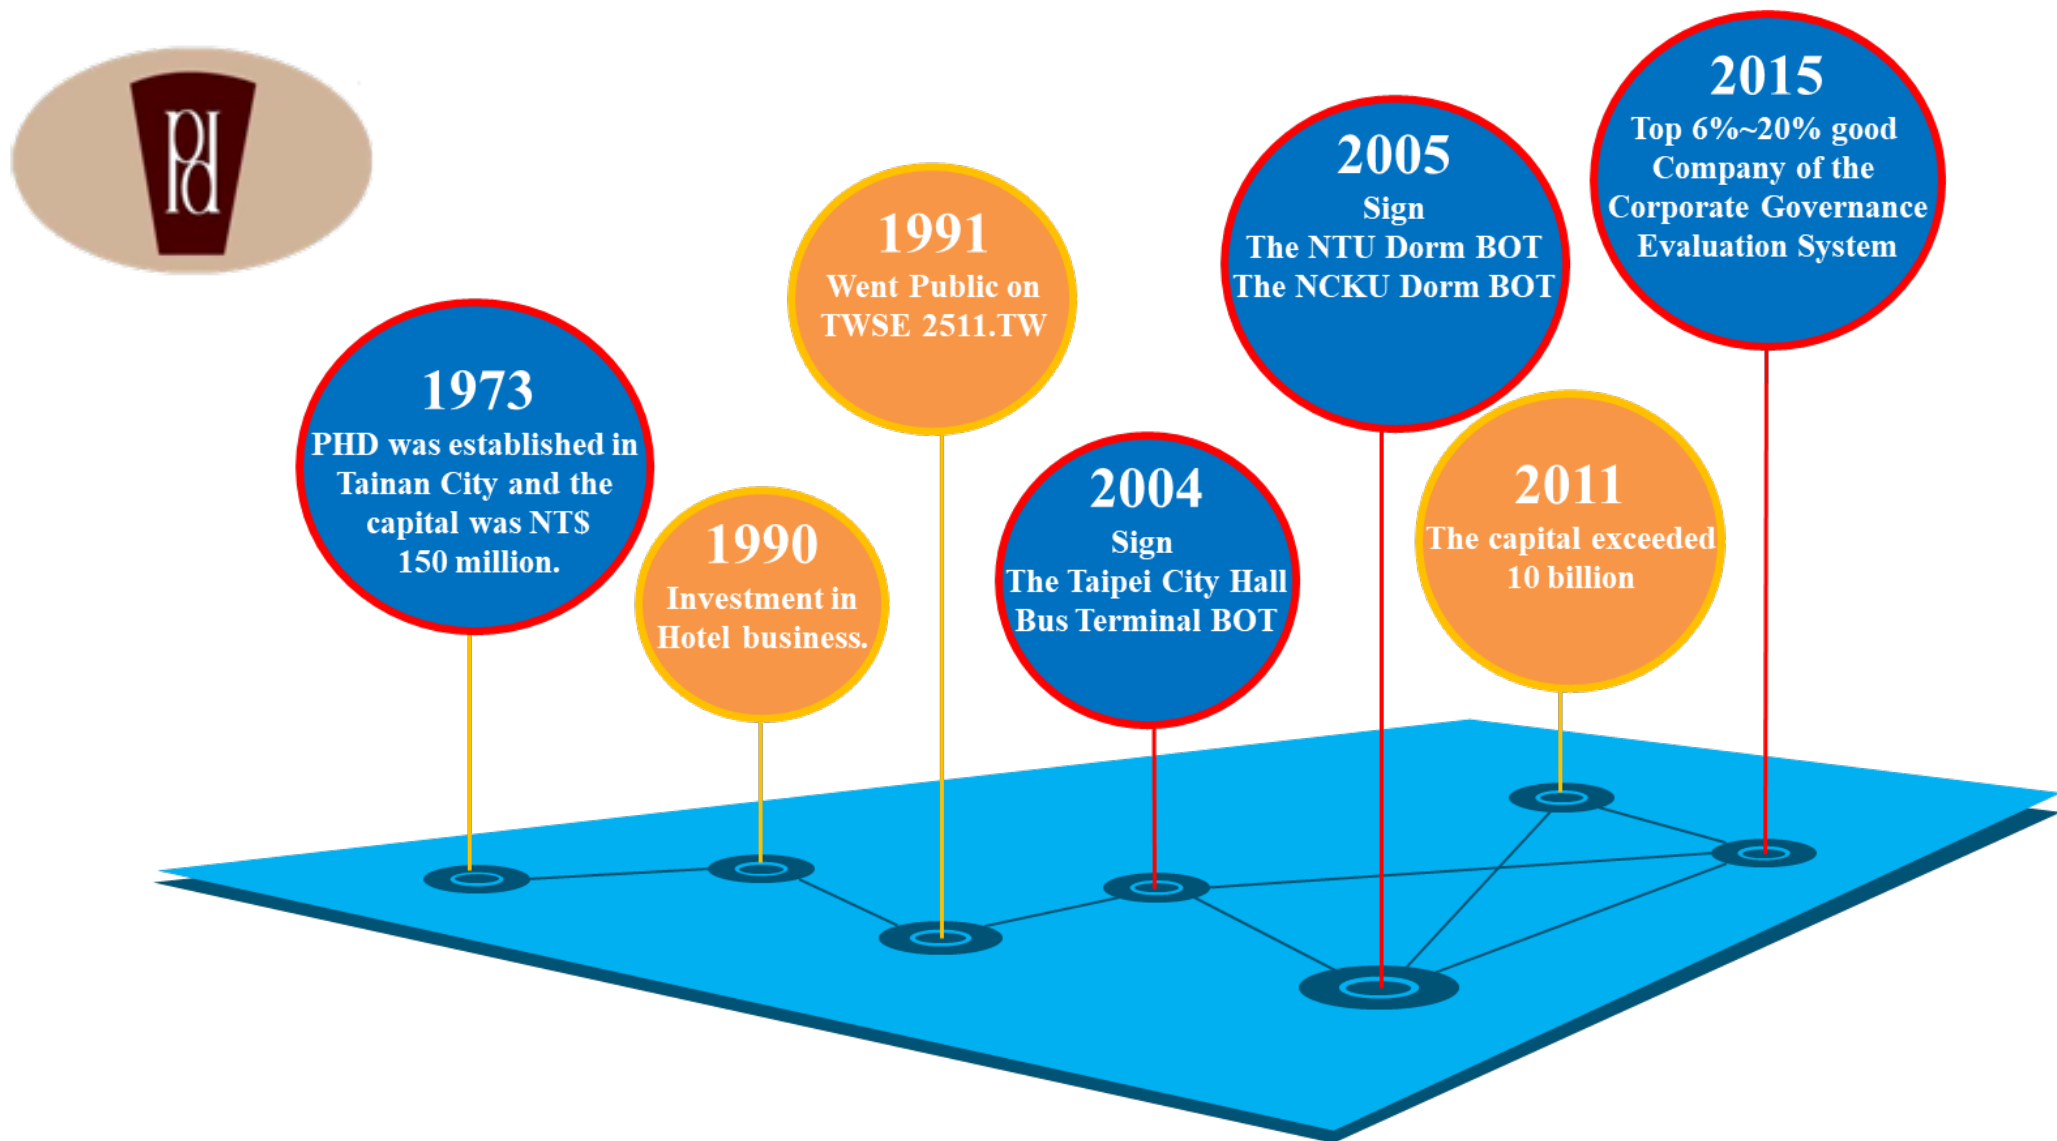 Pd
1973
PHD was established in
Tainan City and the
capital was NT$
150 million.
1990
Investment in
Hotel business.
1991
Went Public on
TWSE 2511.TW
2004
Sign
The Taipei City Hall
Bus Terminal BOT
2005
Sign
The NTU Dorm BOT
The NCKU Dorm BOT
2011
The capital exceeded
10 billion
2015
Top 6%~20% good
Company of the
Corporate Governance
Evaluation System